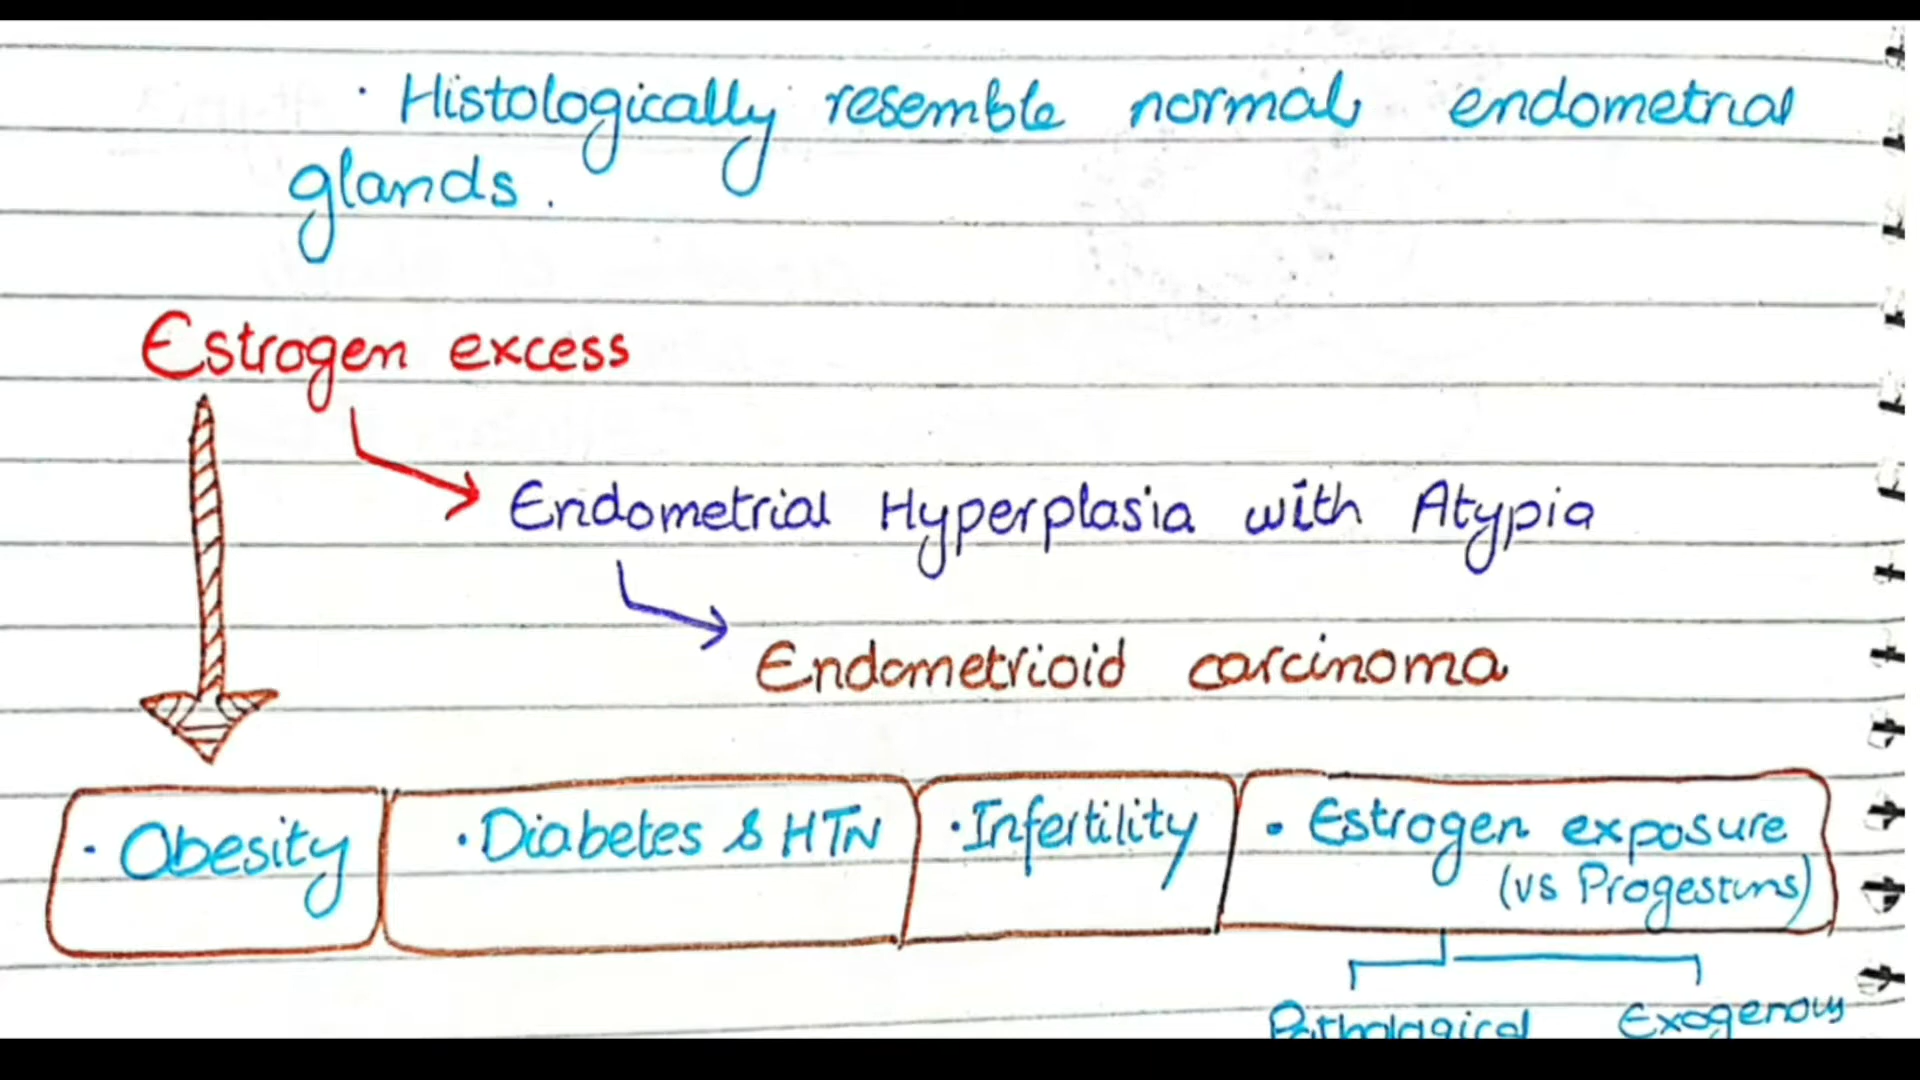 · Histologically resemble normal endometrial
glands.
Estrogen excess
Endometrial Hyperplasia with Atypia
Endometrioid carcinoma
· Obesity
· Diabetes & HTN
· Infertility
· Estrogen exposure
(vs Progestins)
Pathological Exogenous